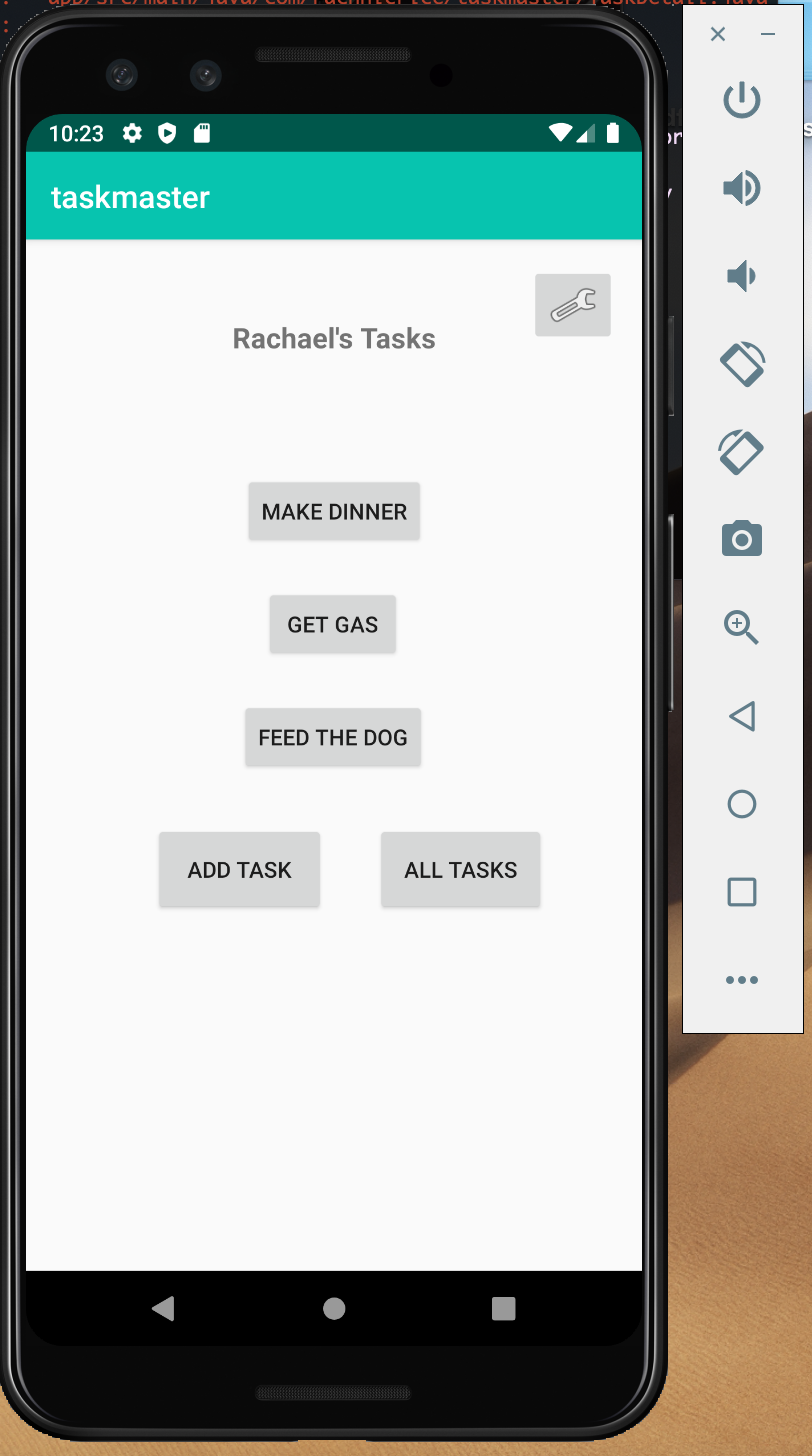 app/src/main/java/com/rachnierlee/taskmaster/TaskDetail.java
10:23
taskmaster
Rachael's Tasks
MAKE DINNER
GET GAS
FEED THE DOG
ADD TASK
ALL TASKS